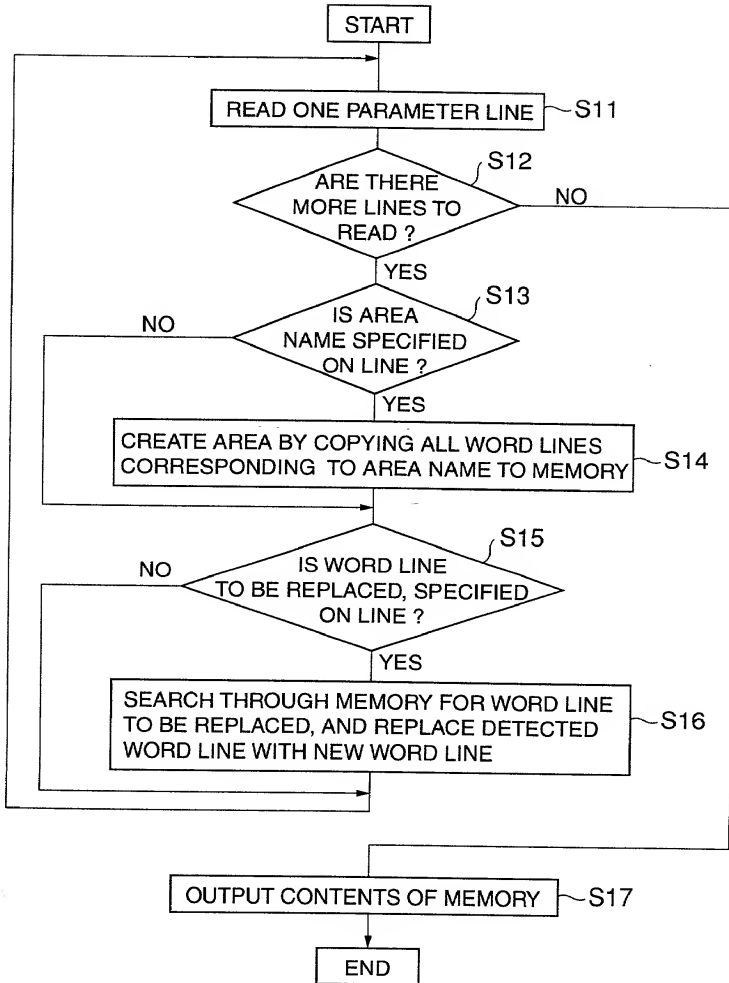 START
READ ONE PARAMETER LINE
S11
S12
ARE THERE
MORE LINES TO
READ ?
NO
YES
S13
IS AREA
NAME SPECIFIED
ON LINE ?
NO
YES
CREATE AREA BY COPYING ALL WORD LINES
CORRESPONDING TO AREA NAME TO MEMORY
S14
S15
IS WORD LINE
TO BE REPLACED, SPECIFIED
ON LINE ?
NO
YES
SEARCH THROUGH MEMORY FOR WORD LINE
TO BE REPLACED, AND REPLACE DETECTED
WORD LINE WITH NEW WORD LINE
S16
OUTPUT CONTENTS OF MEMORY
S17
END